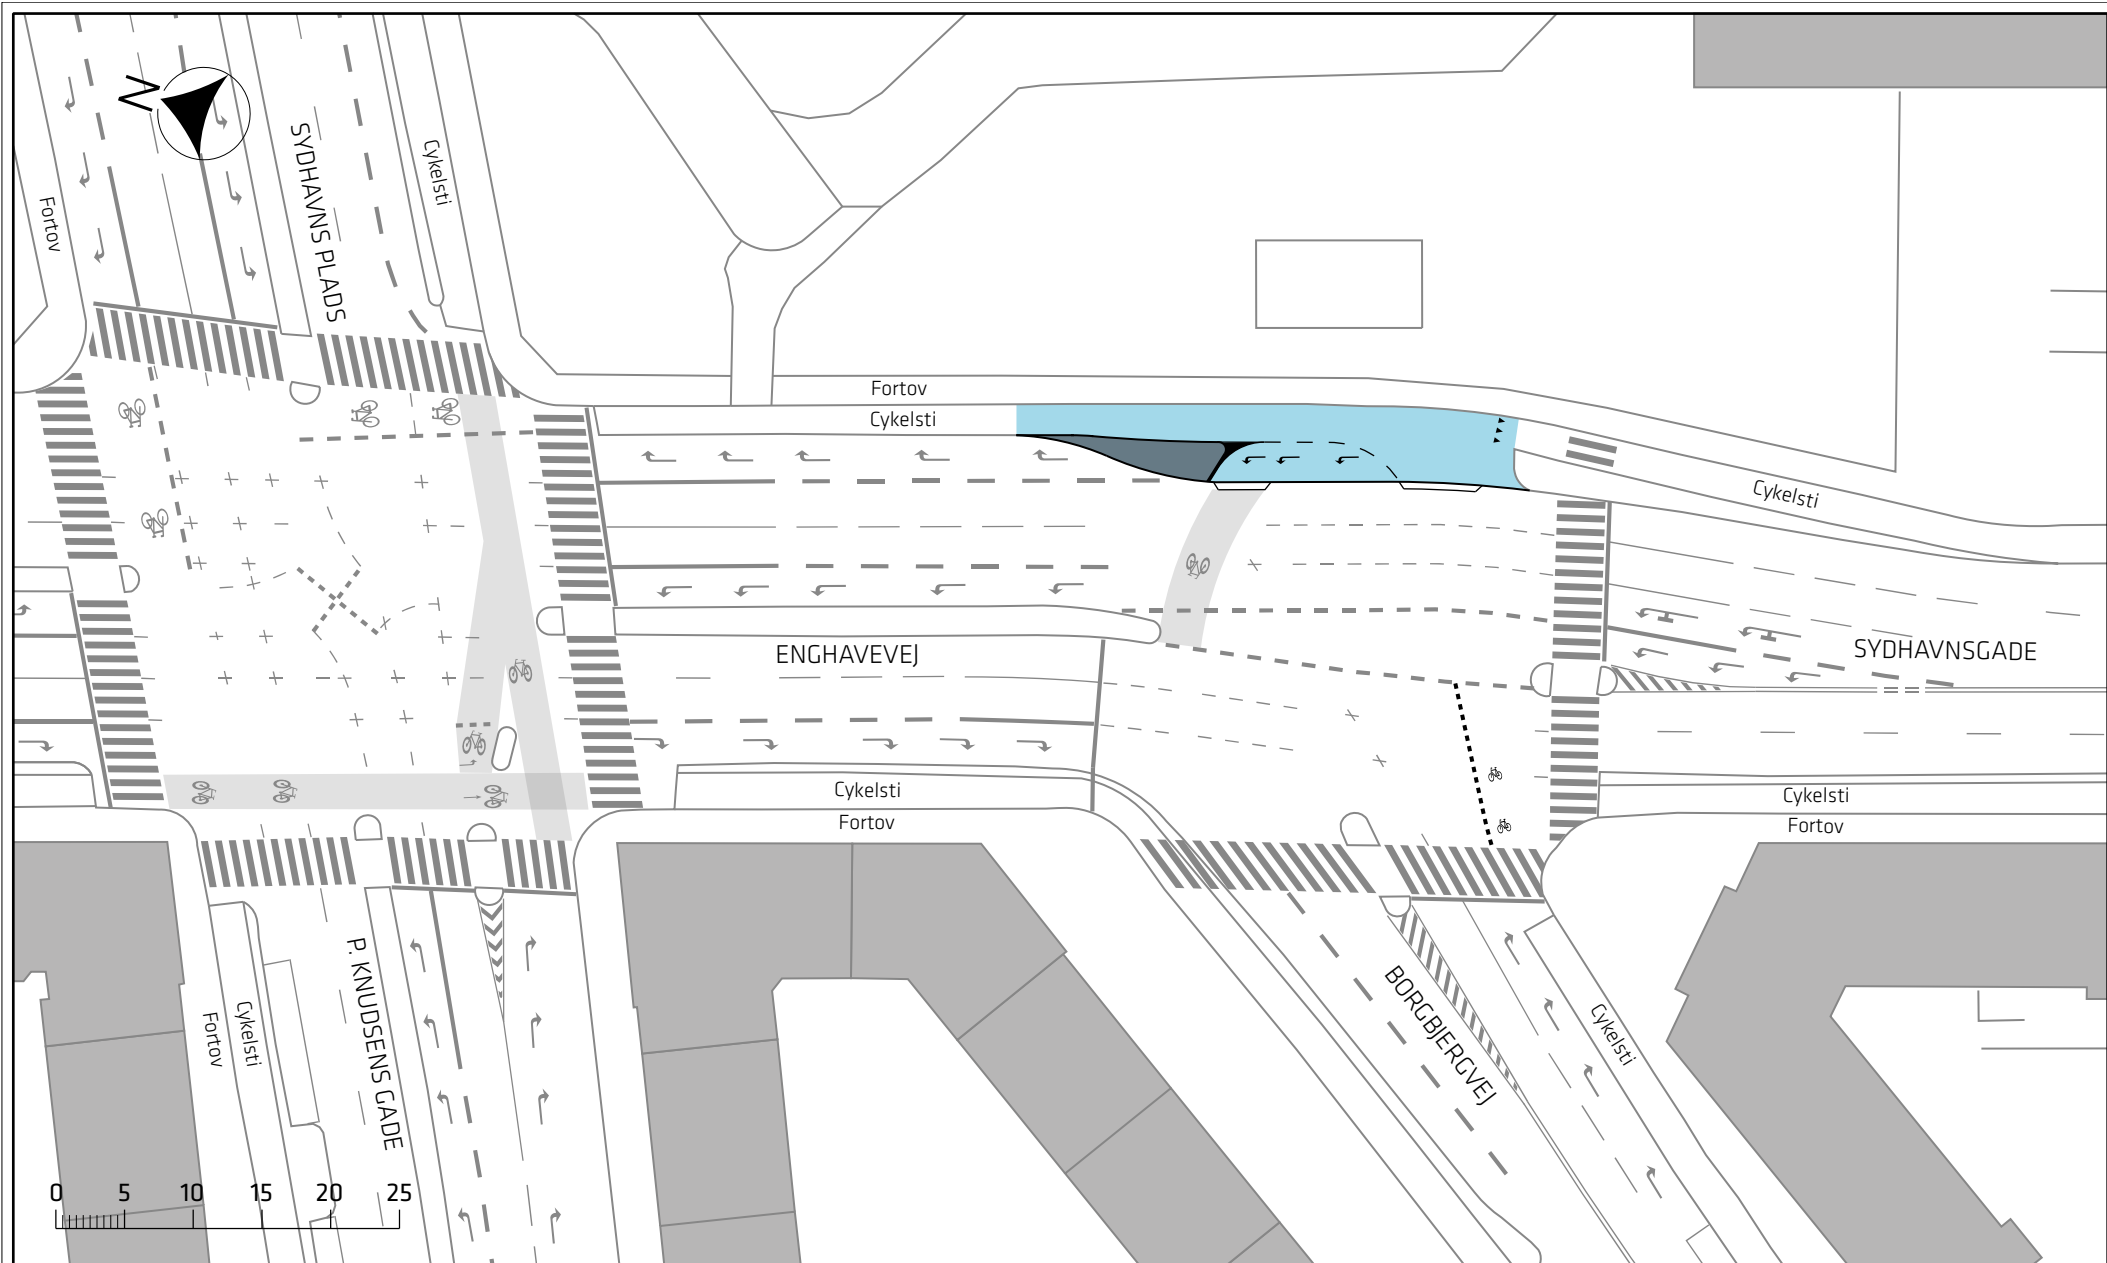 N
SYDHAVNS PLADS
Cykelsti
Fortov
Fortov
Cykelsti
Cykelsti
ENGHAVEVEJ
SYDHAVNSGADE
Cykelsti
Fortov
Cykelsti
Fortov
P. KNUDSENS GADE
Cykelsti
Fortov
BORGBJERGVEJ
Cykelsti
0 5 10 15 20 25